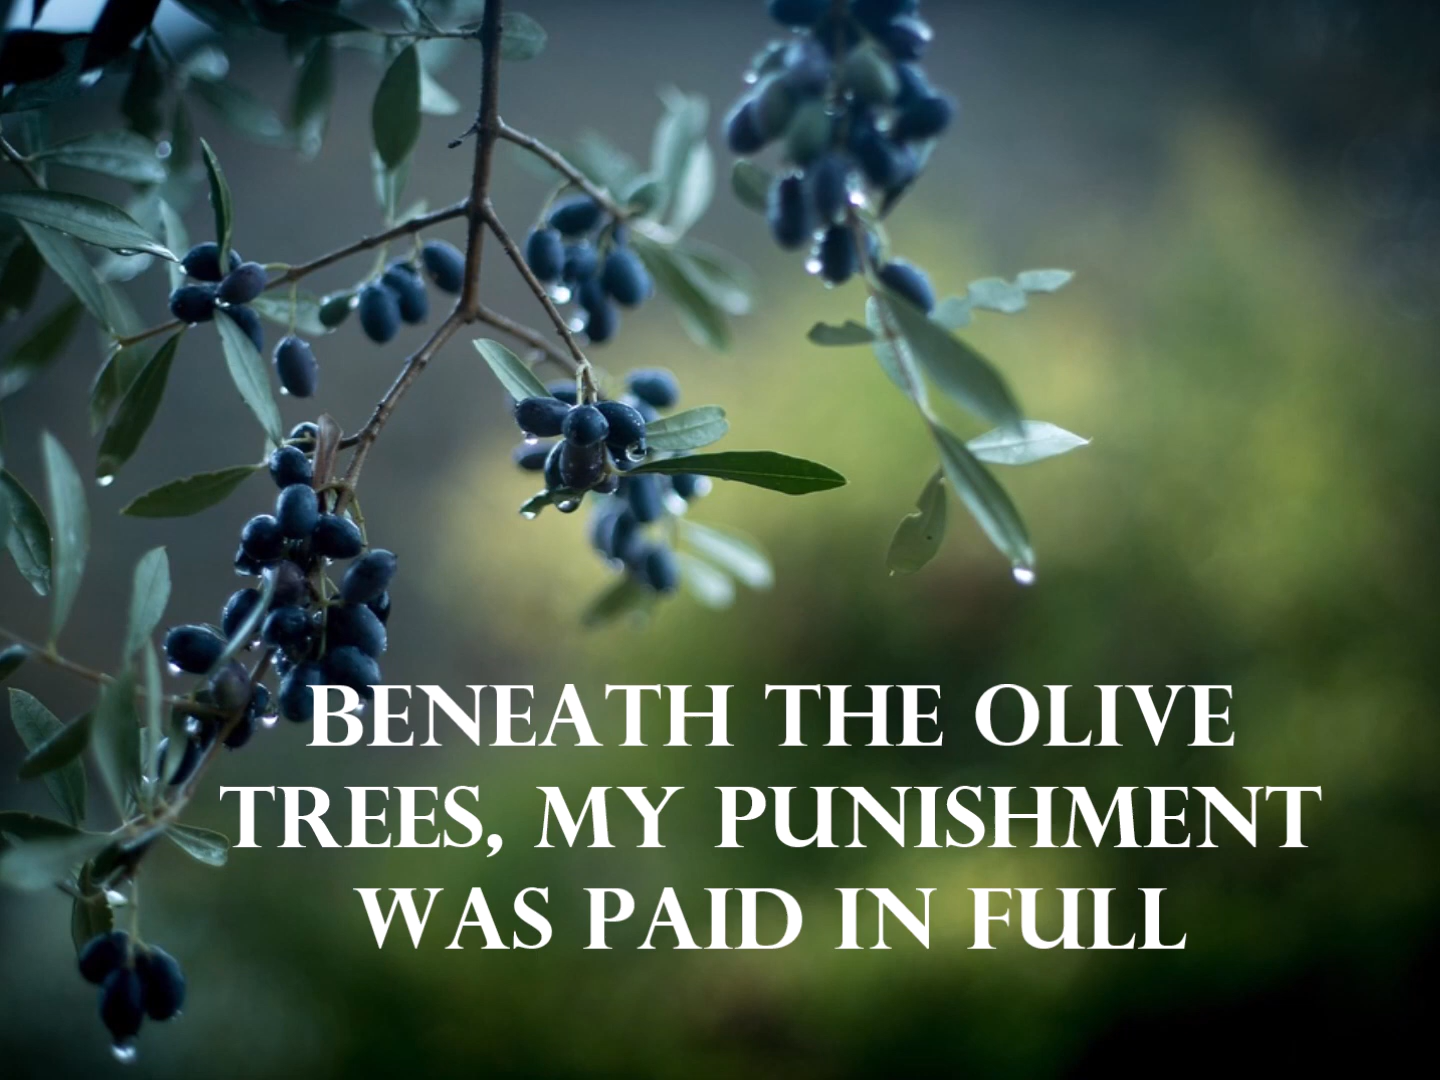 BENEATH THE OLIVE
TREES, MY PUNISHMENT
WAS PAID IN FULL